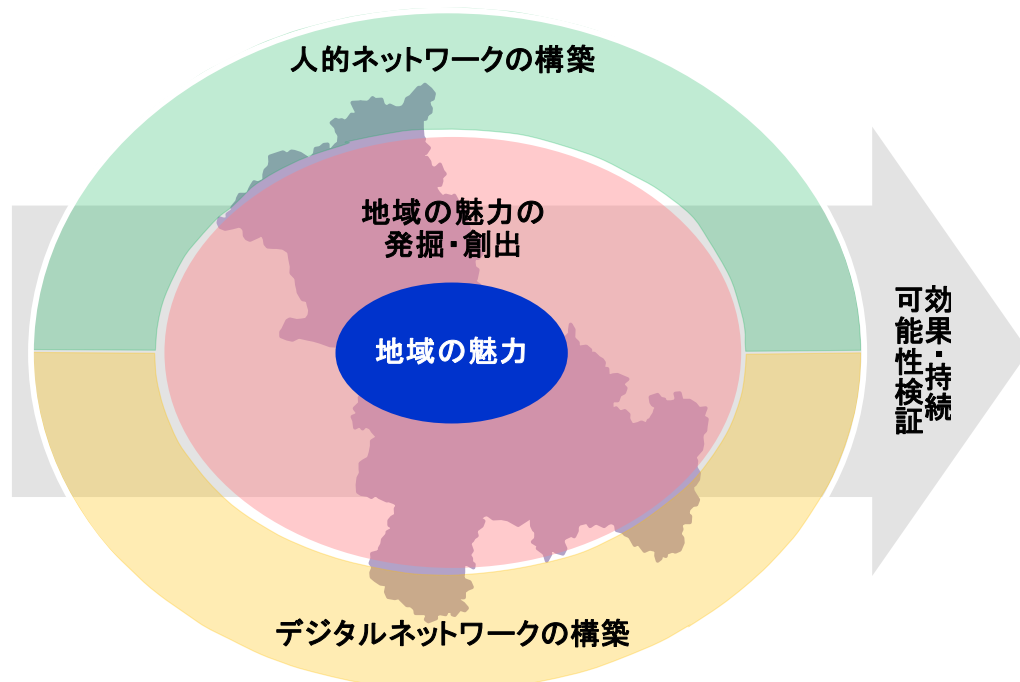 人的ネットワークの構築
地域の魅力の
発掘・創出
地域の魅力
効果・持続
可能性検証
デジタルネットワークの構築